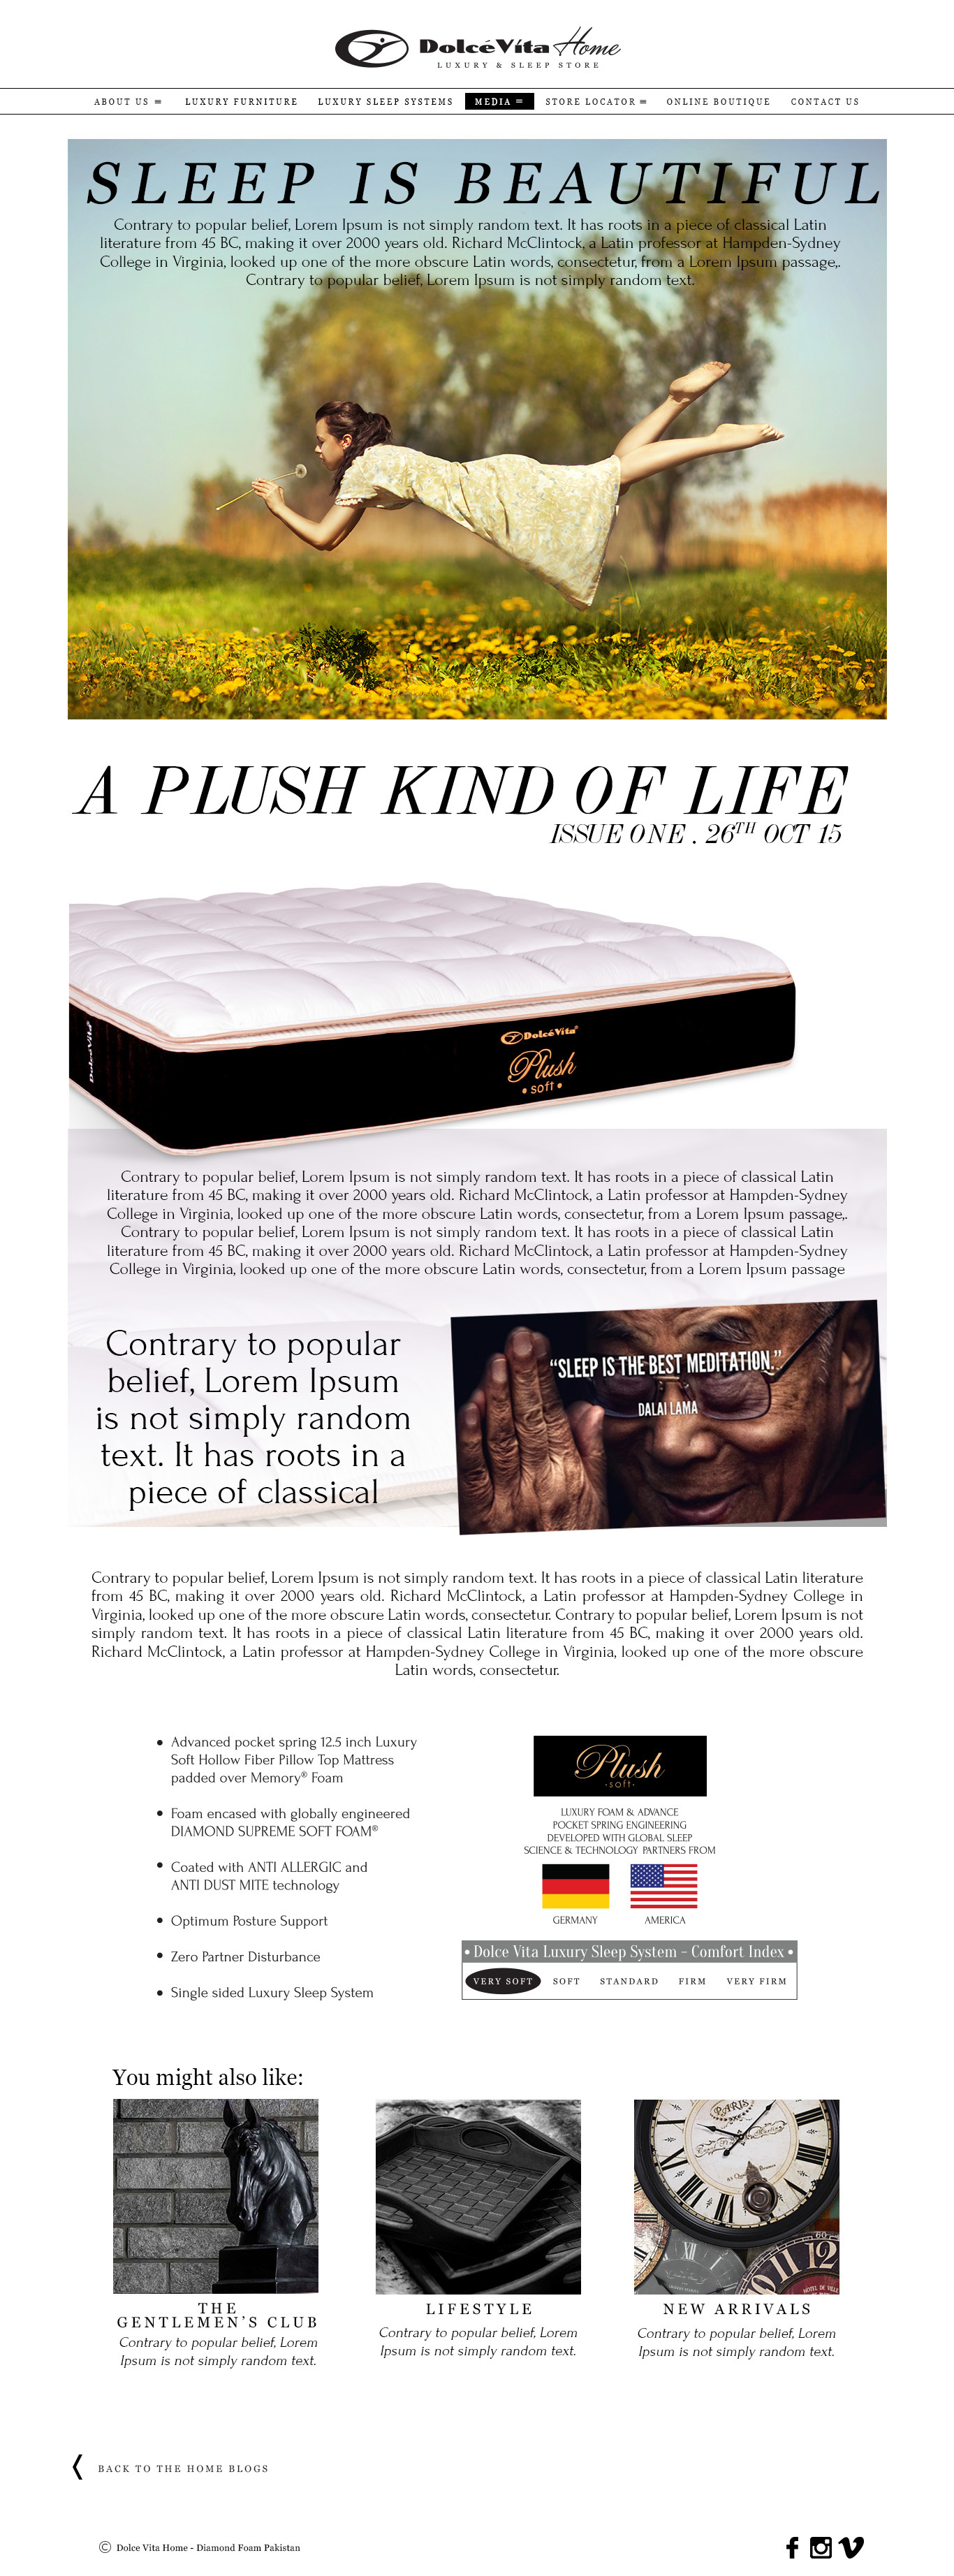 DolcéVita Home
LUXURY & SLEEP STORE
ABOUT US = LUXURY FURNITURE LUXURY SLEEP SYSTEMS MEDIA = STORE LOCATOR = ONLINE BOUTIQUE CONTACT US
SLEEP IS BEAUTIFUL
Contrary to popular belief, Lorem Ipsum is not simply random text. It has roots in a piece of classical Latin
literature from 45 BC, making it over 2000 years old. Richard McClintock, a Latin professor at Hampden-Sydney
College in Virginia, looked up one of the more obscure Latin words, consectetur, from a Lorem Ipsum passage,.
Contrary to popular belief, Lorem Ipsum is not simply random text.
A PLUSH KIND OF LIFE
ISSUE ONE . 26TH OCT 15
DolcéVita®
DolcéVita®
Plush
• soft •
Contrary to popular belief, Lorem Ipsum is not simply random text. It has roots in a piece of classical Latin
literature from 45 BC, making it over 2000 years old. Richard McClintock, a Latin professor at Hampden-Sydney
College in Virginia, looked up one of the more obscure Latin words, consectetur, from a Lorem Ipsum passage,.
Contrary to popular belief, Lorem Ipsum is not simply random text. It has roots in a piece of classical Latin
literature from 45 BC, making it over 2000 years old. Richard McClintock, a Latin professor at Hampden-Sydney
College in Virginia, looked up one of the more obscure Latin words, consectetur, from a Lorem Ipsum passage
Contrary to popular
belief, Lorem Ipsum
is not simply random
text. It has roots in a
piece of classical
“SLEEP IS THE BEST MEDITATION.”
DALAI LAMA
Contrary to popular belief, Lorem Ipsum is not simply random text. It has roots in a piece of classical Latin literature
from 45 BC, making it over 2000 years old. Richard McClintock, a Latin professor at Hampden-Sydney College in
Virginia, looked up one of the more obscure Latin words, consectetur. Contrary to popular belief, Lorem Ipsum is not
simply random text. It has roots in a piece of classical Latin literature from 45 BC, making it over 2000 years old.
Richard McClintock, a Latin professor at Hampden-Sydney College in Virginia, looked up one of the more obscure
Latin words, consectetur.
• Advanced pocket spring 12.5 inch Luxury
Soft Hollow Fiber Pillow Top Mattress
padded over Memory® Foam
• Foam encased with globally engineered
DIAMOND SUPREME SOFT FOAM®
• Coated with ANTI ALLERGIC and
ANTI DUST MITE technology
• Optimum Posture Support
• Zero Partner Disturbance
• Single sided Luxury Sleep System
Plush
• soft •
LUXURY FOAM & ADVANCE
POCKET SPRING ENGINEERING
DEVELOPED WITH GLOBAL SLEEP
SCIENCE & TECHNOLOGY PARTNERS FROM
GERMANY AMERICA
• Dolce Vita Luxury Sleep System - Comfort Index •
VERY SOFT SOFT STANDARD FIRM VERY FIRM
You might also like:
PARIS
XII
60
11 12
HOTEL DE VILLE
THE
GENTLEMEN’S CLUB
Contrary to popular belief, Lorem
Ipsum is not simply random text.
LIFESTYLE
Contrary to popular belief, Lorem
Ipsum is not simply random text.
NEW ARRIVALS
Contrary to popular belief, Lorem
Ipsum is not simply random text.
BACK TO THE HOME BLOGS
© Dolce Vita Home - Diamond Foam Pakistan